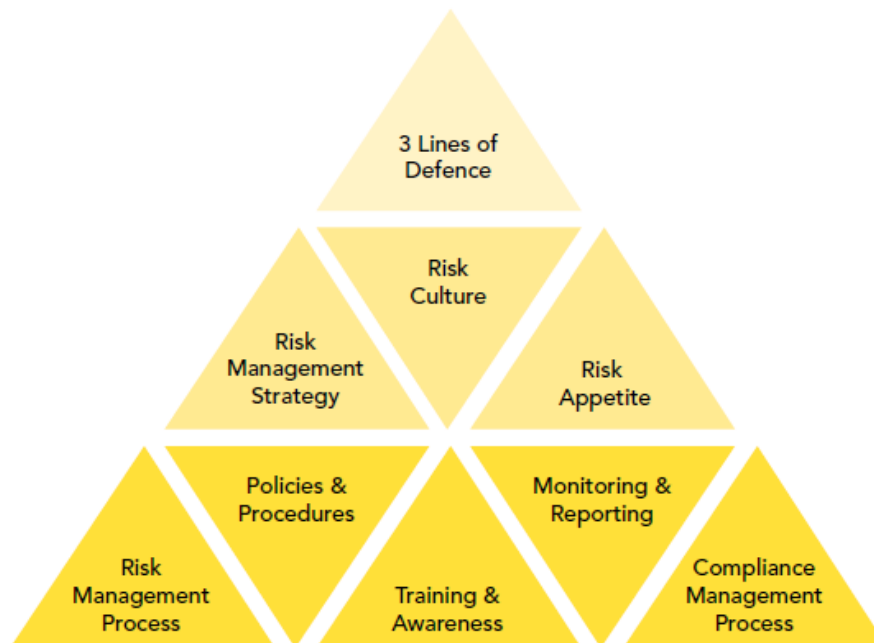 3 Lines of
Defence
Risk
Culture
Risk
Management
Strategy
Risk
Appetite
Policies &
Procedures
Monitoring &
Reporting
Risk
Management
Process
Training &
Awareness
Compliance
Management
Process